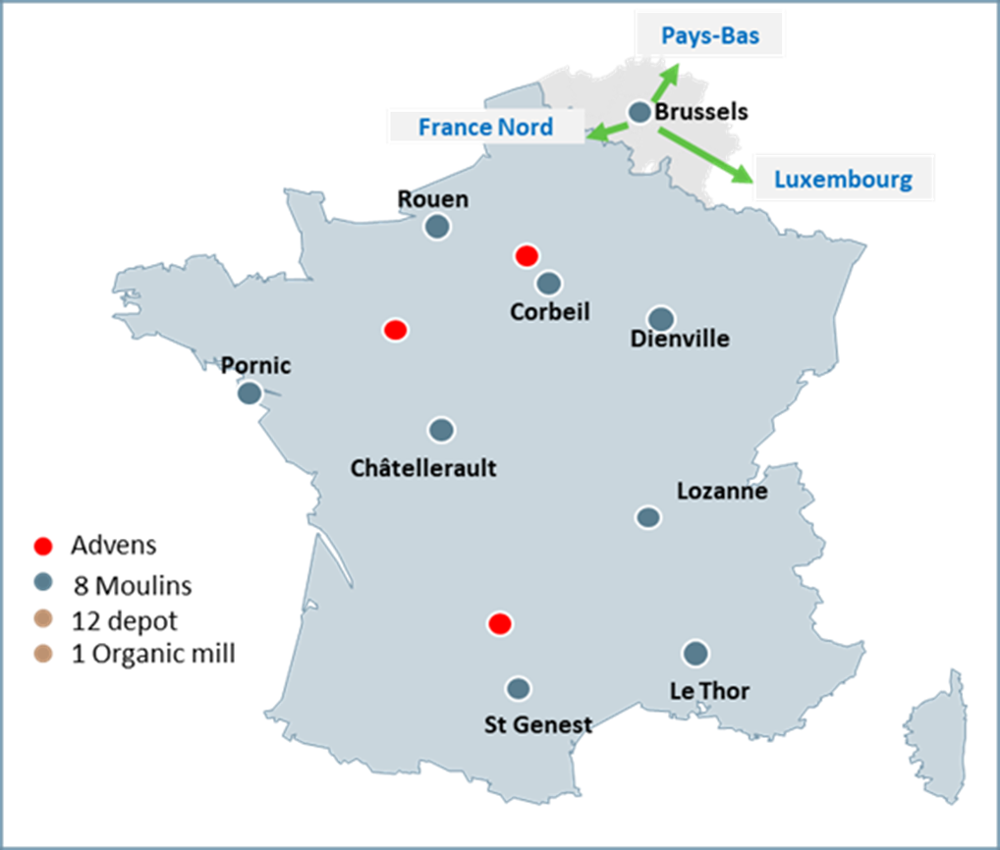 Pays-Bas
Brussels
France Nord
Luxembourg
Rouen
Corbeil
Dienville
Pornic
Châtellerault
Lozanne
Advens
8 Moulins
12 depot
1 Organic mill
Le Thor
St Genest